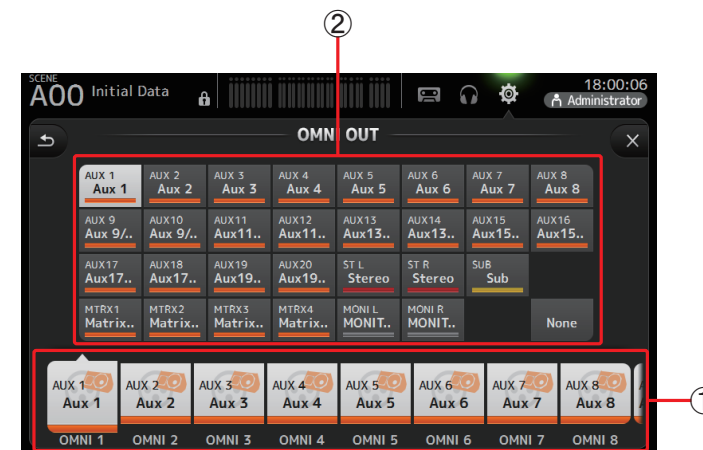 ②
SCENE
A00 Initial Data
18:00:06
Administrator
OMNI OUT
AUX 1 AUX 2 AUX 3 AUX 4 AUX 5 AUX 6 AUX 7 AUX 8
Aux 1 Aux 2 Aux 3 Aux 4 Aux 5 Aux 6 Aux 7 Aux 8
AUX 9 AUX10 AUX11 AUX12 AUX13 AUX14 AUX15 AUX16
Aux 9/.. Aux 9/.. Aux11.. Aux11.. Aux13.. Aux13.. Aux15.. Aux15..
AUX17 AUX18 AUX19 AUX20 ST L ST R SUB
Aux17.. Aux17.. Aux19.. Aux19.. Stereo Stereo Sub
MTRX1 MTRX2 MTRX3 MTRX4 MONI L MONI R
Matrix.. Matrix.. Matrix.. Matrix.. MONIT.. MONIT.. None
AUX 1 AUX 2 AUX 3 AUX 4 AUX 5 AUX 6 AUX 7 AUX 8
Aux 1 Aux 2 Aux 3 Aux 4 Aux 5 Aux 6 Aux 7 Aux 8
OMNI 1 OMNI 2 OMNI 3 OMNI 4 OMNI 5 OMNI 6 OMNI 7 OMNI 8
①